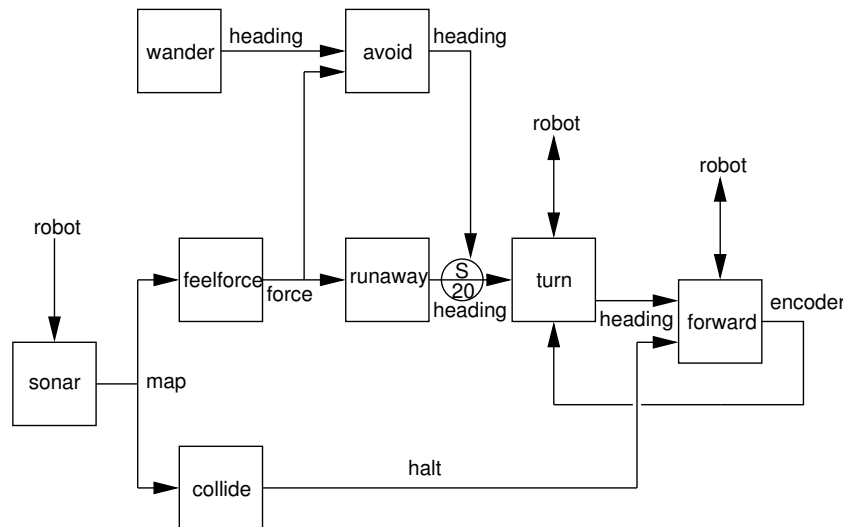 wander
heading
avoid
heading
robot
robot
robot
feelforce
force
runaway
S
20
heading
turn
heading
forward
encoder
sonar
map
collide
halt